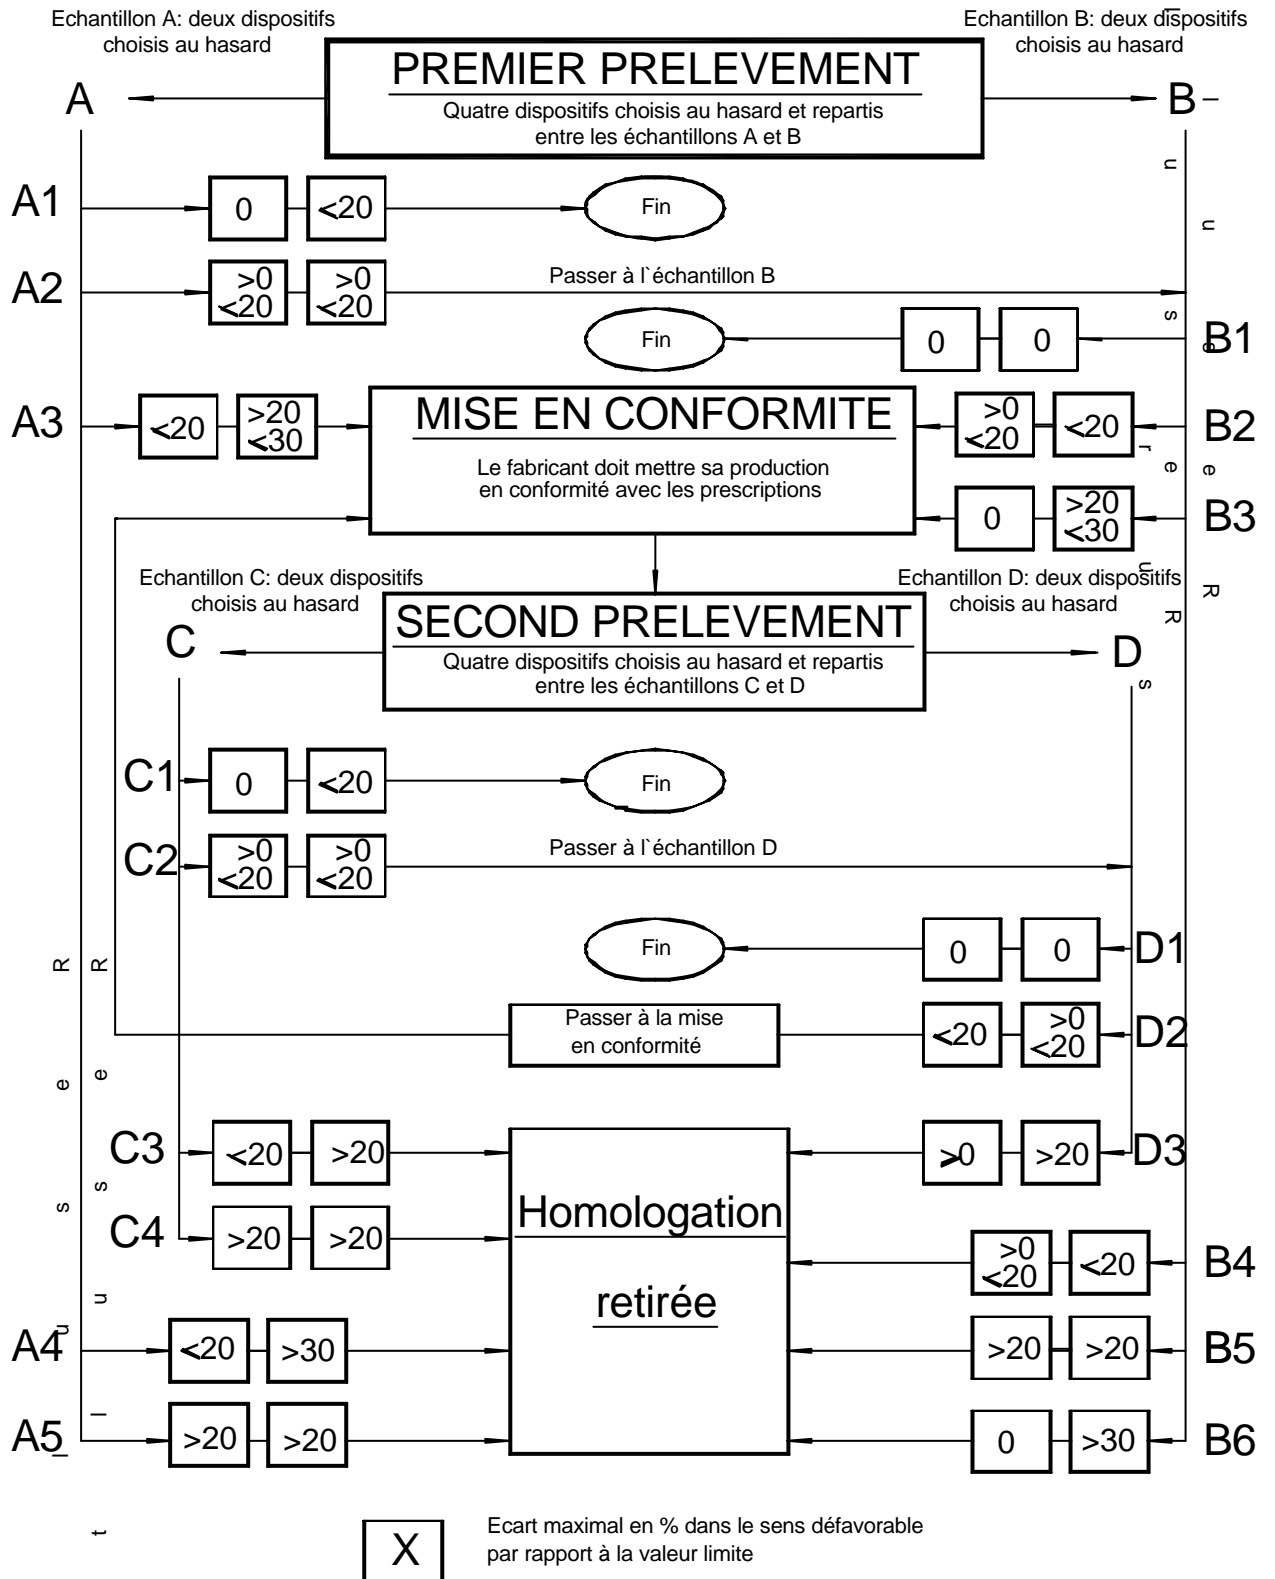 Echantillon A: deux dispositifs
choisis au hasard
Echantillon B: deux dispositifs
choisis au hasard
PREMIER PRELEVEMENT
Quatre dispositifs choisis au hasard et repartis
entre les échantillons A et B
A
B
A1
0
<20
Fin
A2
>0
<20
>0
<20
Passer à l`échantillon B
Fin
0
0
B1
A3
<20
>20
<30
MISE EN CONFORMITE
Le fabricant doit mettre sa production
en conformité avec les prescriptions
>0
<20
<20
B2
0
>20
<30
B3
Echantillon C: deux dispositifs
choisis au hasard
Echantillon D: deux dispositifs
choisis au hasard
SECOND PRELEVEMENT
Quatre dispositifs choisis au hasard et repartis
entre les échantillons C et D
C
D
C1
0
<20
Fin
C2
>0
<20
>0
<20
Passer à l`échantillon D
Fin
0
0
D1
Passer à la mise
en conformité
<20
>0
<20
D2
C3
<20
>20
Homologation
retirée
>0
>20
D3
C4
>20
>20
>0
<20
<20
B4
A4
<20
>30
>20
>20
B5
A5
>20
>20
0
>30
B6
X
Ecart maximal en % dans le sens défavorable
par rapport à la valeur limite